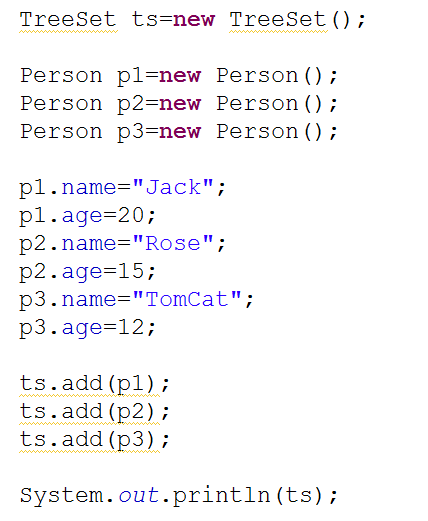 TreeSet ts=new TreeSet();
Person p1=new Person();
Person p2=new Person();
Person p3=new Person();
p1.name="Jack";
p1.age=20;
p2.name="Rose";
p2.age=15;
p3.name="TomCat";
p3.age=12;
ts.add(p1);
ts.add(p2);
ts.add(p3);
System.out.println(ts);